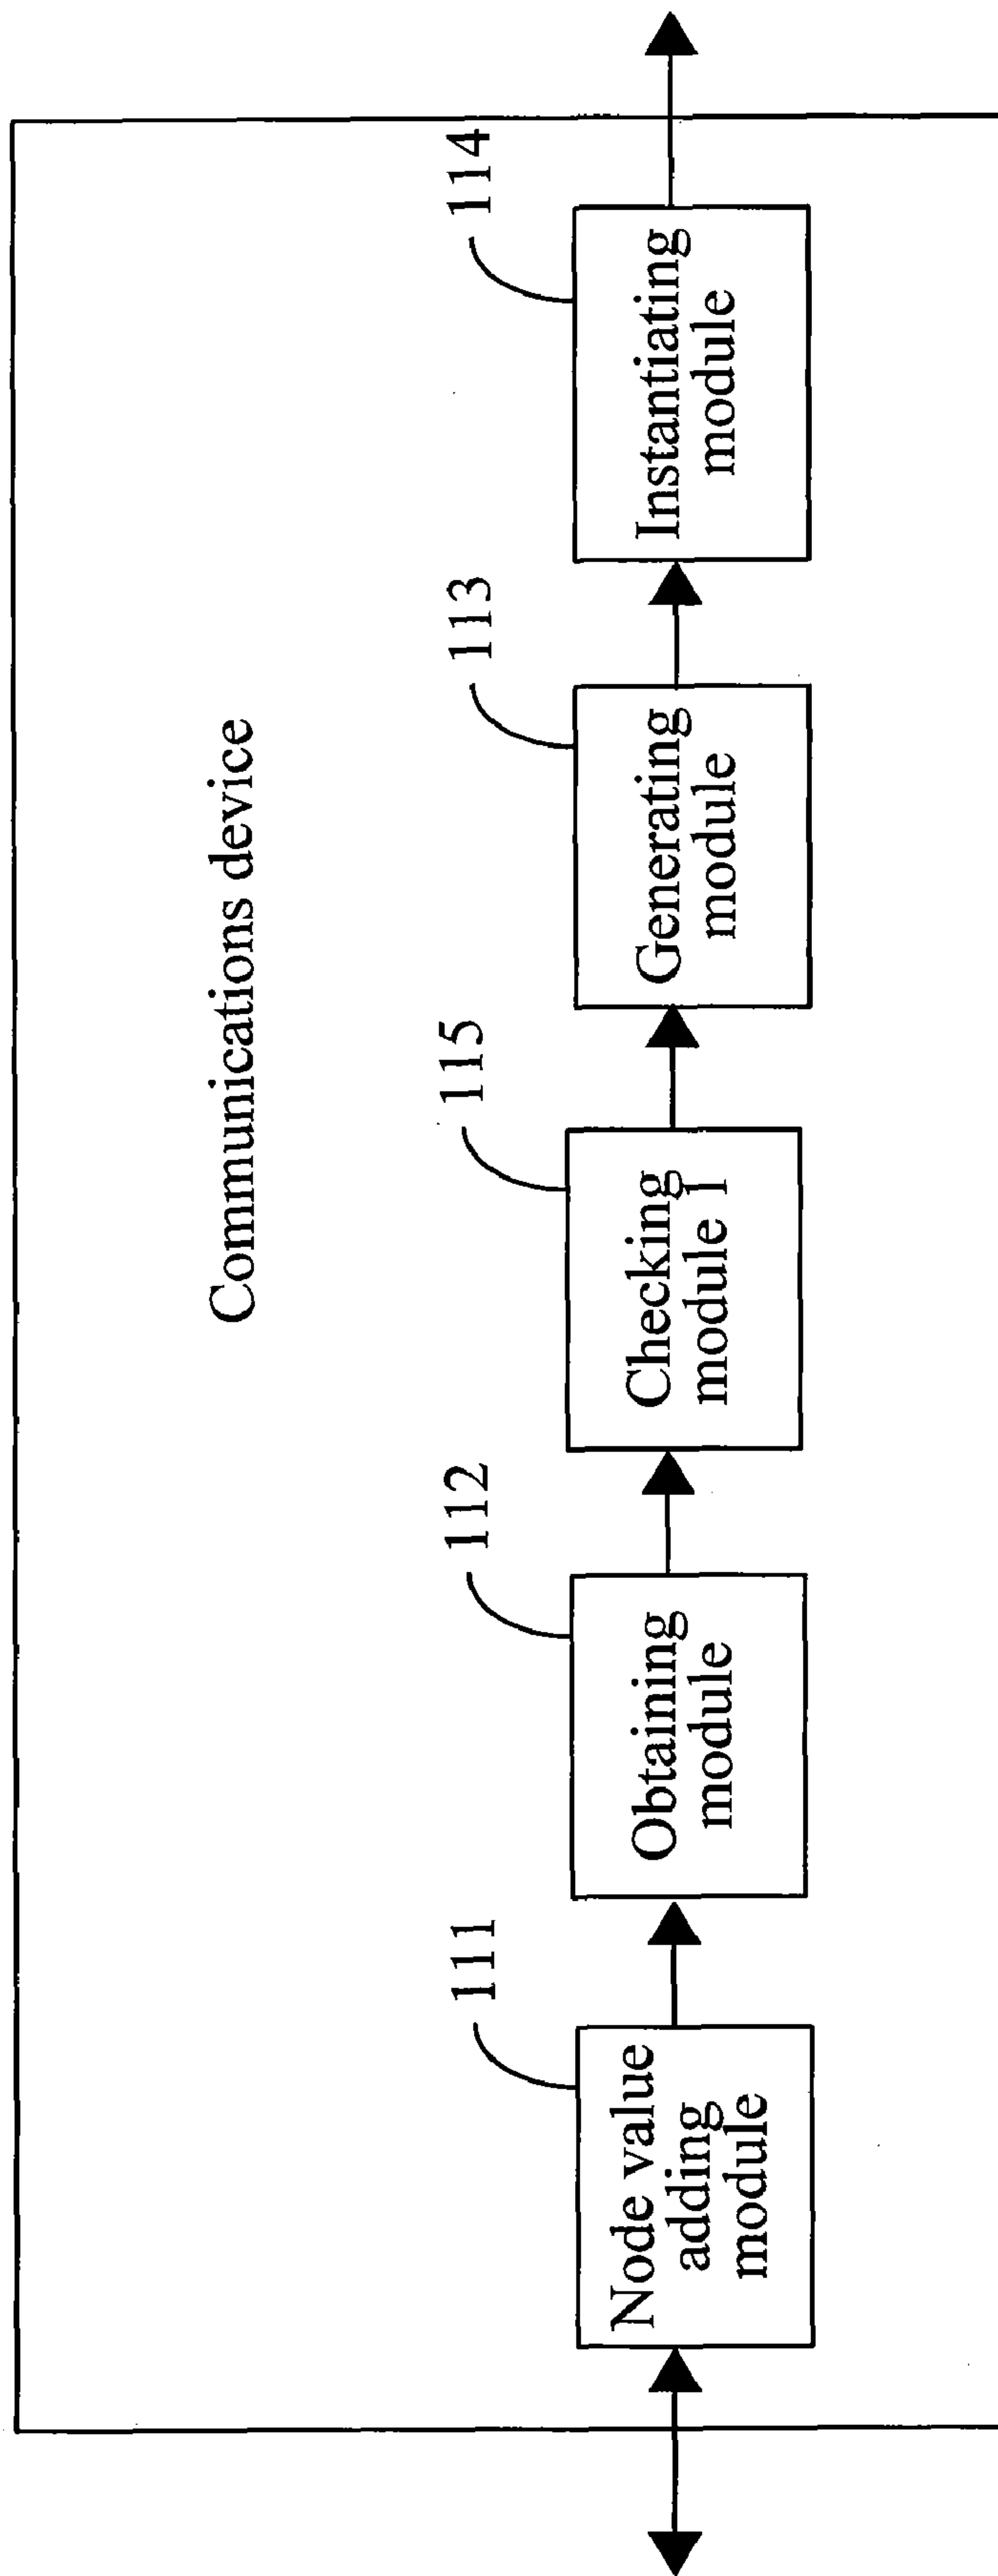 Communications device
111
112
115
113
114
Node value
adding
module
Obtaining
module
Checking
module 1
Generating
module
Instantiating
module